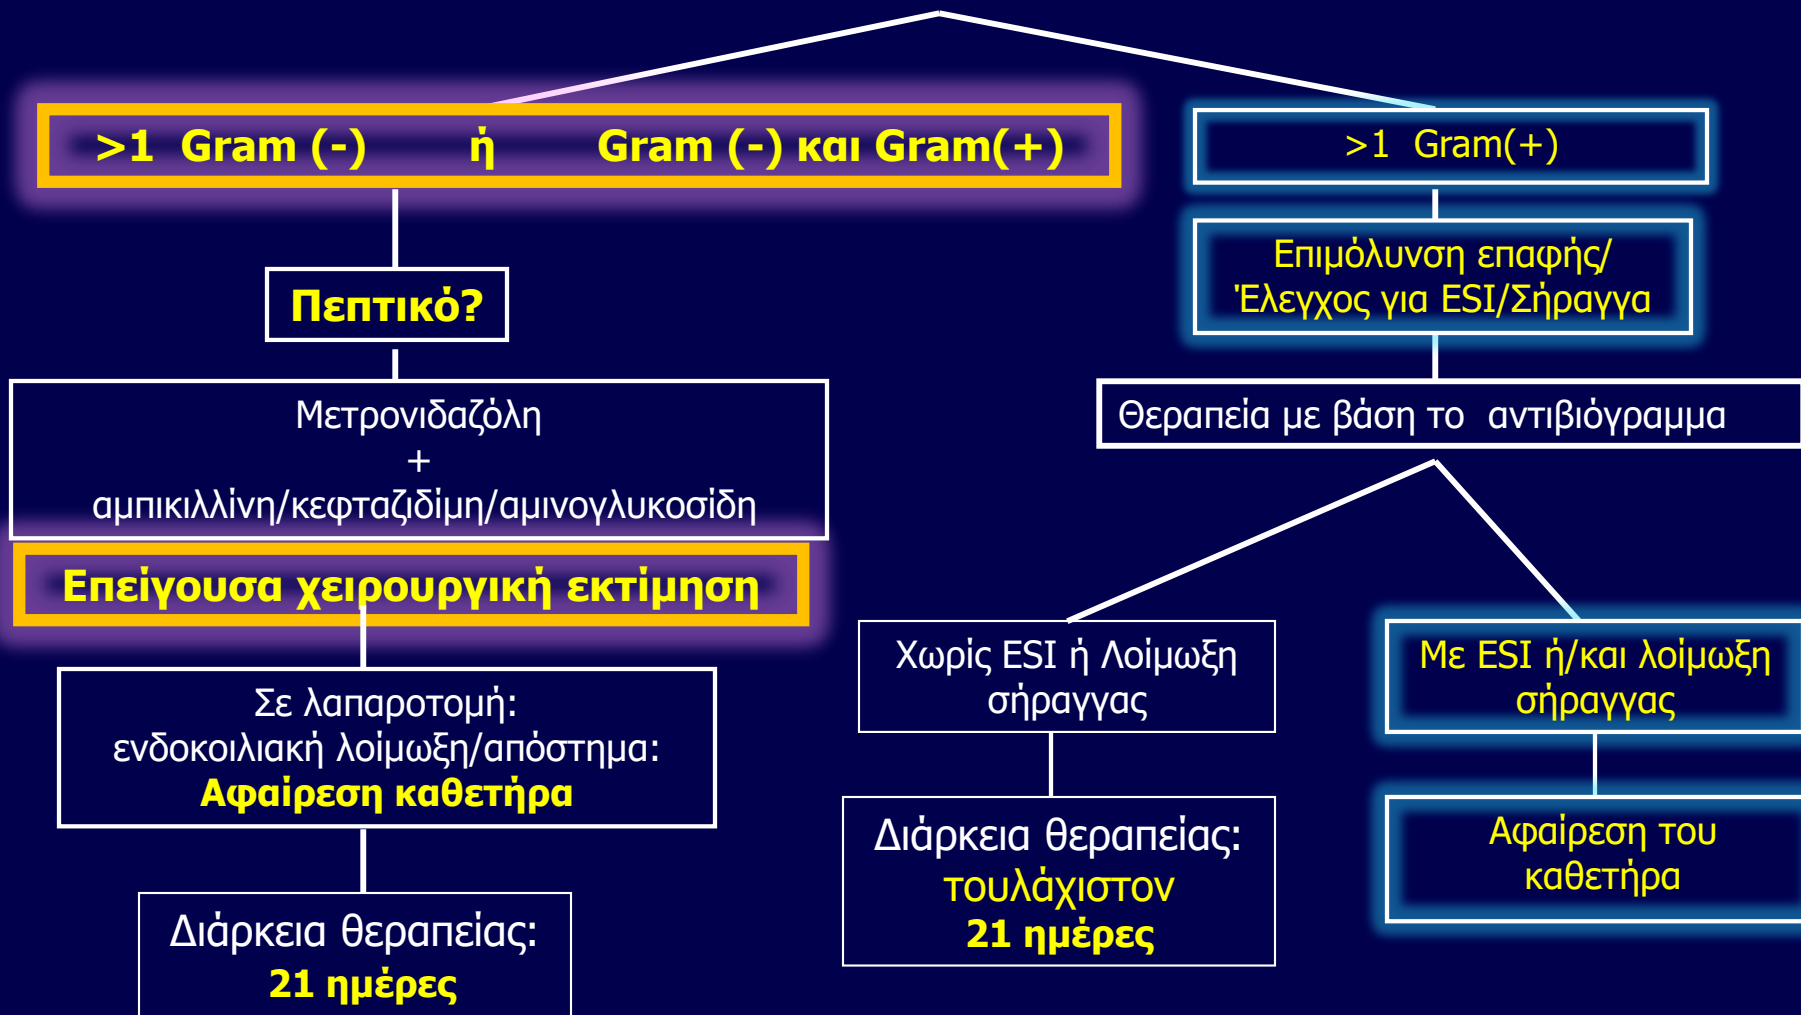 >1 Gram (-) ή Gram (-) και Gram(+)
Πεπτικό?
Μετρονιδαζόλη
+
αμπικιλλίνη/κεφταζιδίμη/αμινογλυκοσίδη
Επείγουσα χειρουργική εκτίμηση
Σε λαπαροτομή:
ενδοκοιλιακή λοίμωξη/απόστημα:
Αφαίρεση καθετήρα
Διάρκεια θεραπείας:
21 ημέρες
>1 Gram(+)
Επιμόλυνση επαφής/
Έλεγχος για ESI/Σήραγγα
Θεραπεία με βάση το αντιβιόγραμμα
Χωρίς ESI ή Λοίμωξη
σήραγγας
Διάρκεια θεραπείας:
τουλάχιστον
21 ημέρες
Με ESI ή/και λοίμωξη
σήραγγας
Αφαίρεση του
καθετήρα